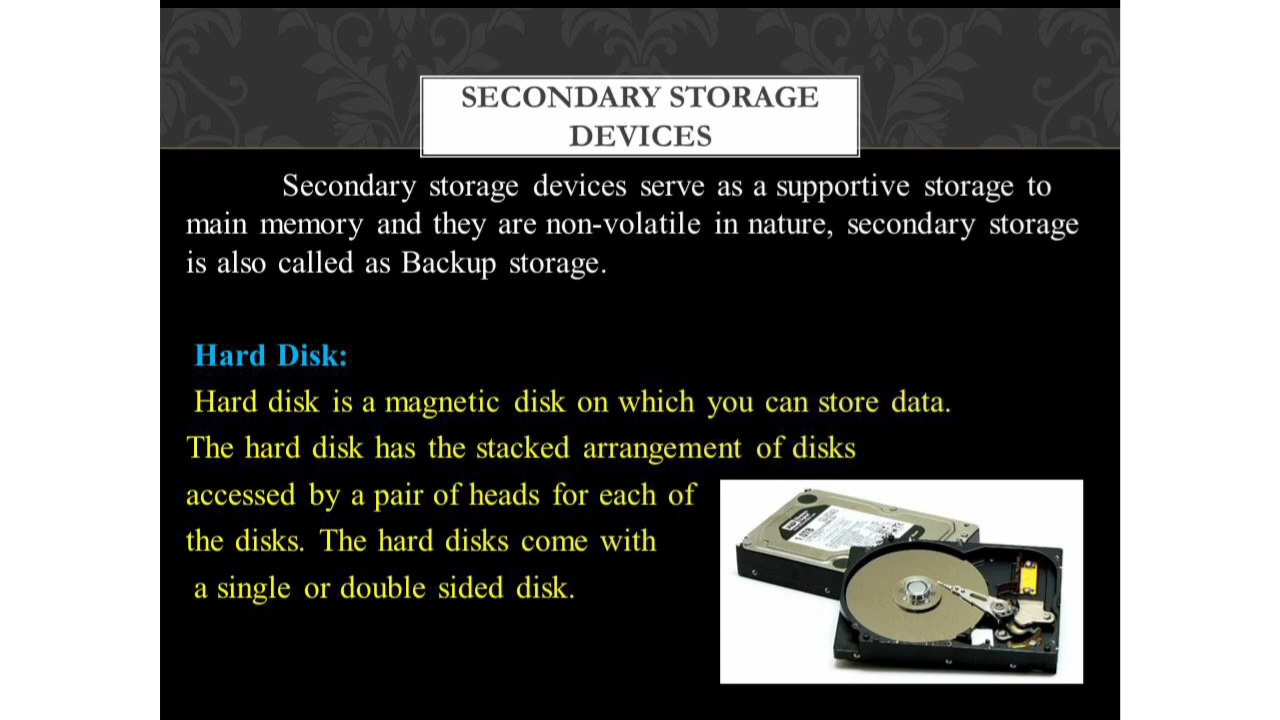 SECONDARY STORAGE
DEVICES
Secondary storage devices serve as a supportive storage to
main memory and they are non-volatile in nature, secondary storage
is also called as Backup storage.
Hard Disk:
Hard disk is a magnetic disk on which you can store data.
The hard disk has the stacked arrangement of disks
accessed by a pair of heads for each of
the disks. The hard disks come with
a single or double sided disk.
WD
1.0TB